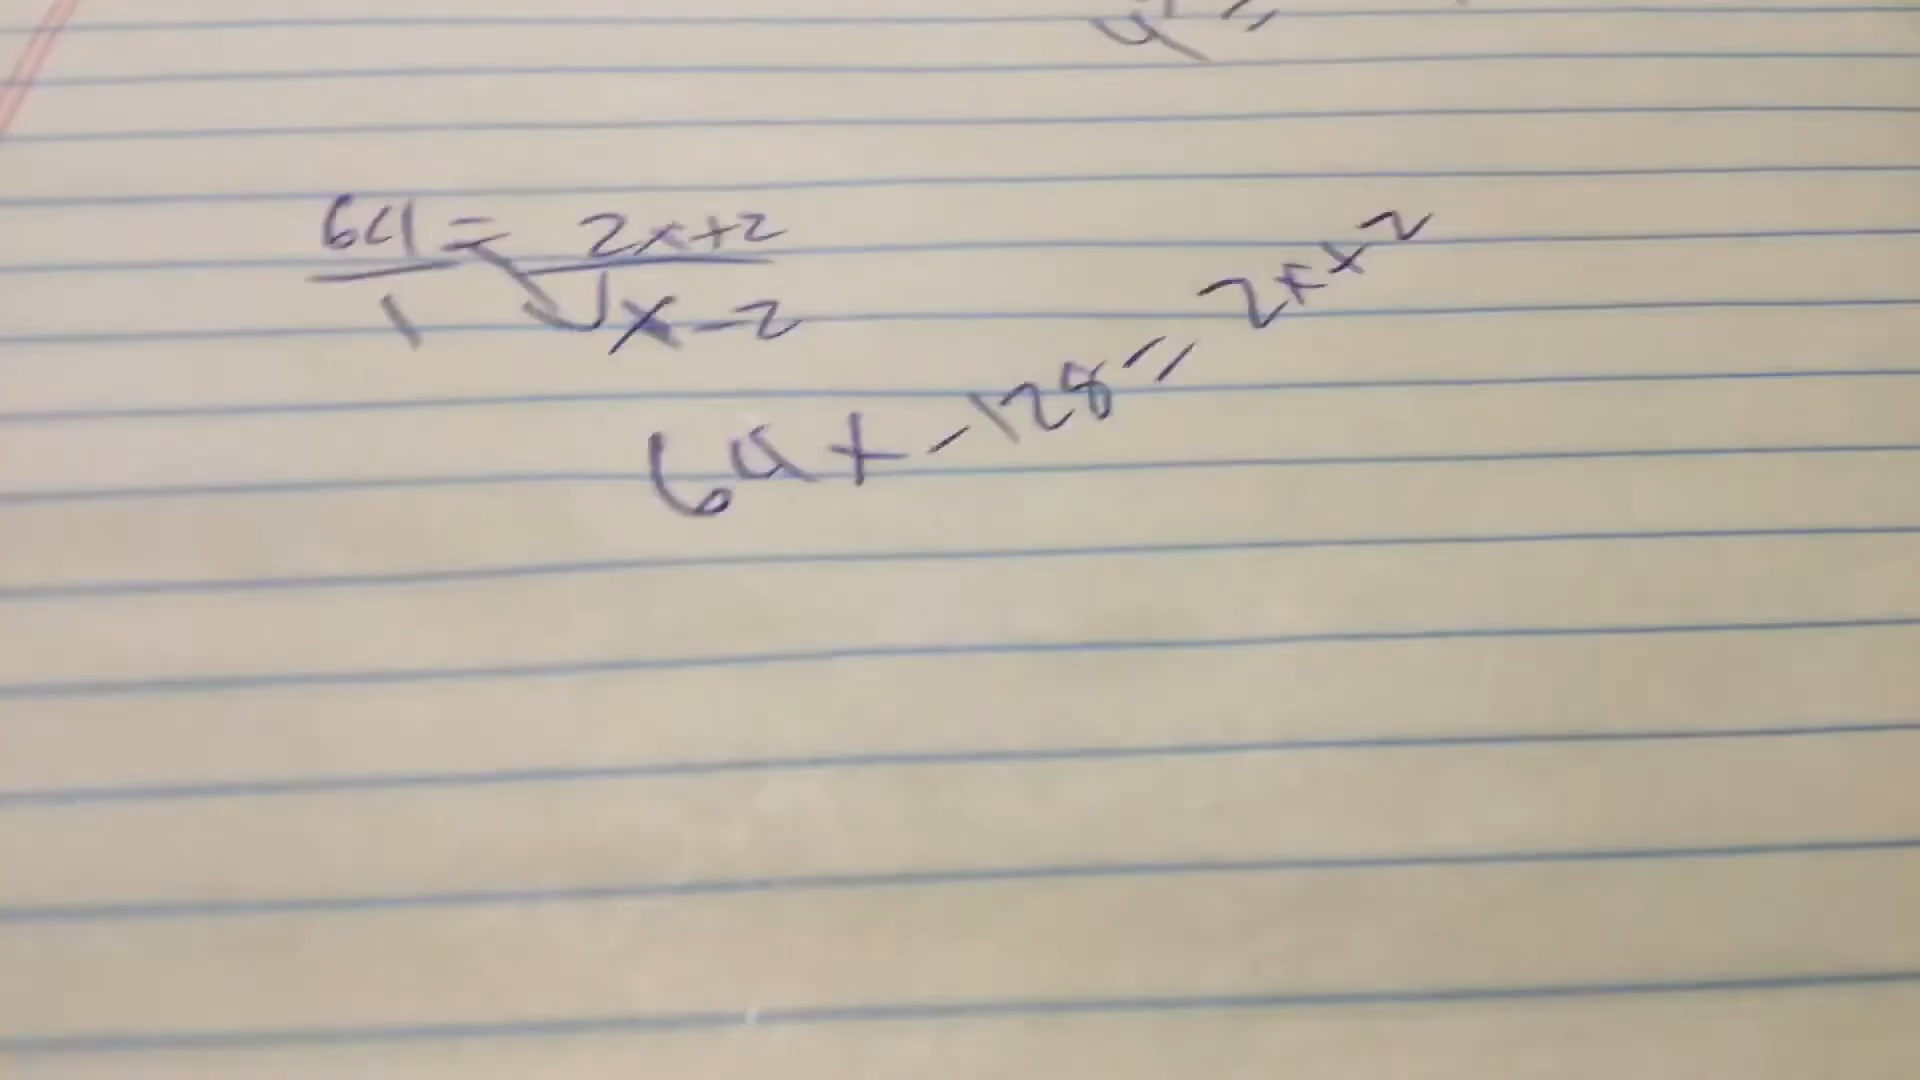 64 = 2x+2
1 √x-2
64x-128 = 2x+2